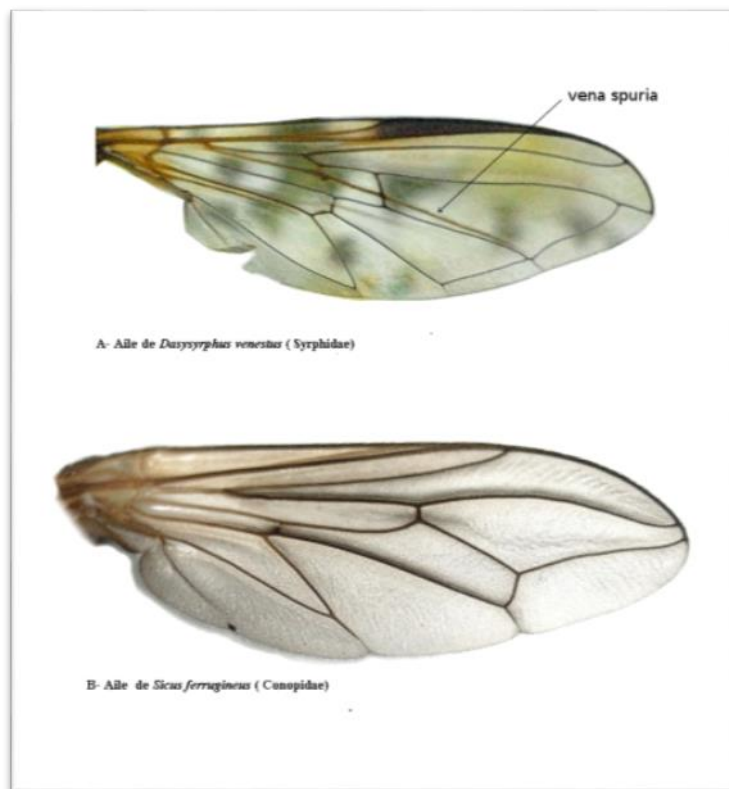 vena spuria
A- Aile de Dasysyrphus venestus ( Syrphidae)
B- Aile de Sicus ferrugineus ( Conopidae)